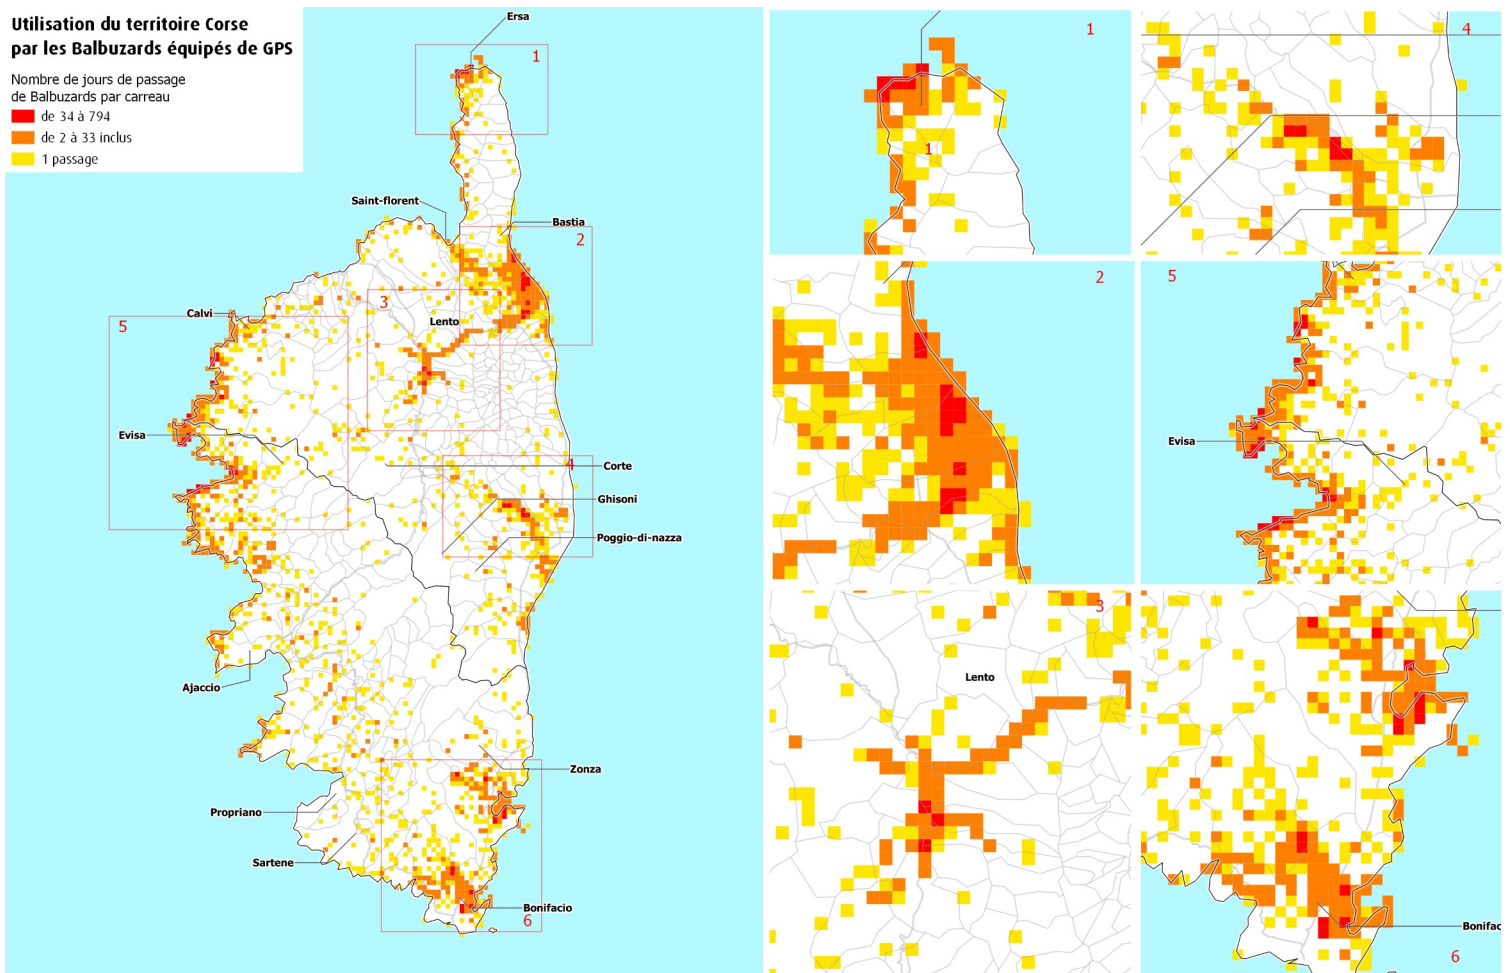 Utilisation du territoire Corse
par les Balbuzards équipés de GPS
Nombre de jours de passage
de Balbuzards par carreau
de 34 à 794
de 2 à 33 inclus
1 passage
Ersa
1
Saint-florent
Bastia
2
3
Calvi
Lento
5
Evisa
4
Corte
Ghisoni
Poggio-di-nazza
Ajaccio
Zonza
Propriano
Sartene
Bonifacio
6
1
1
4
2
5
Evisa
3
Lento
Bonifac
6